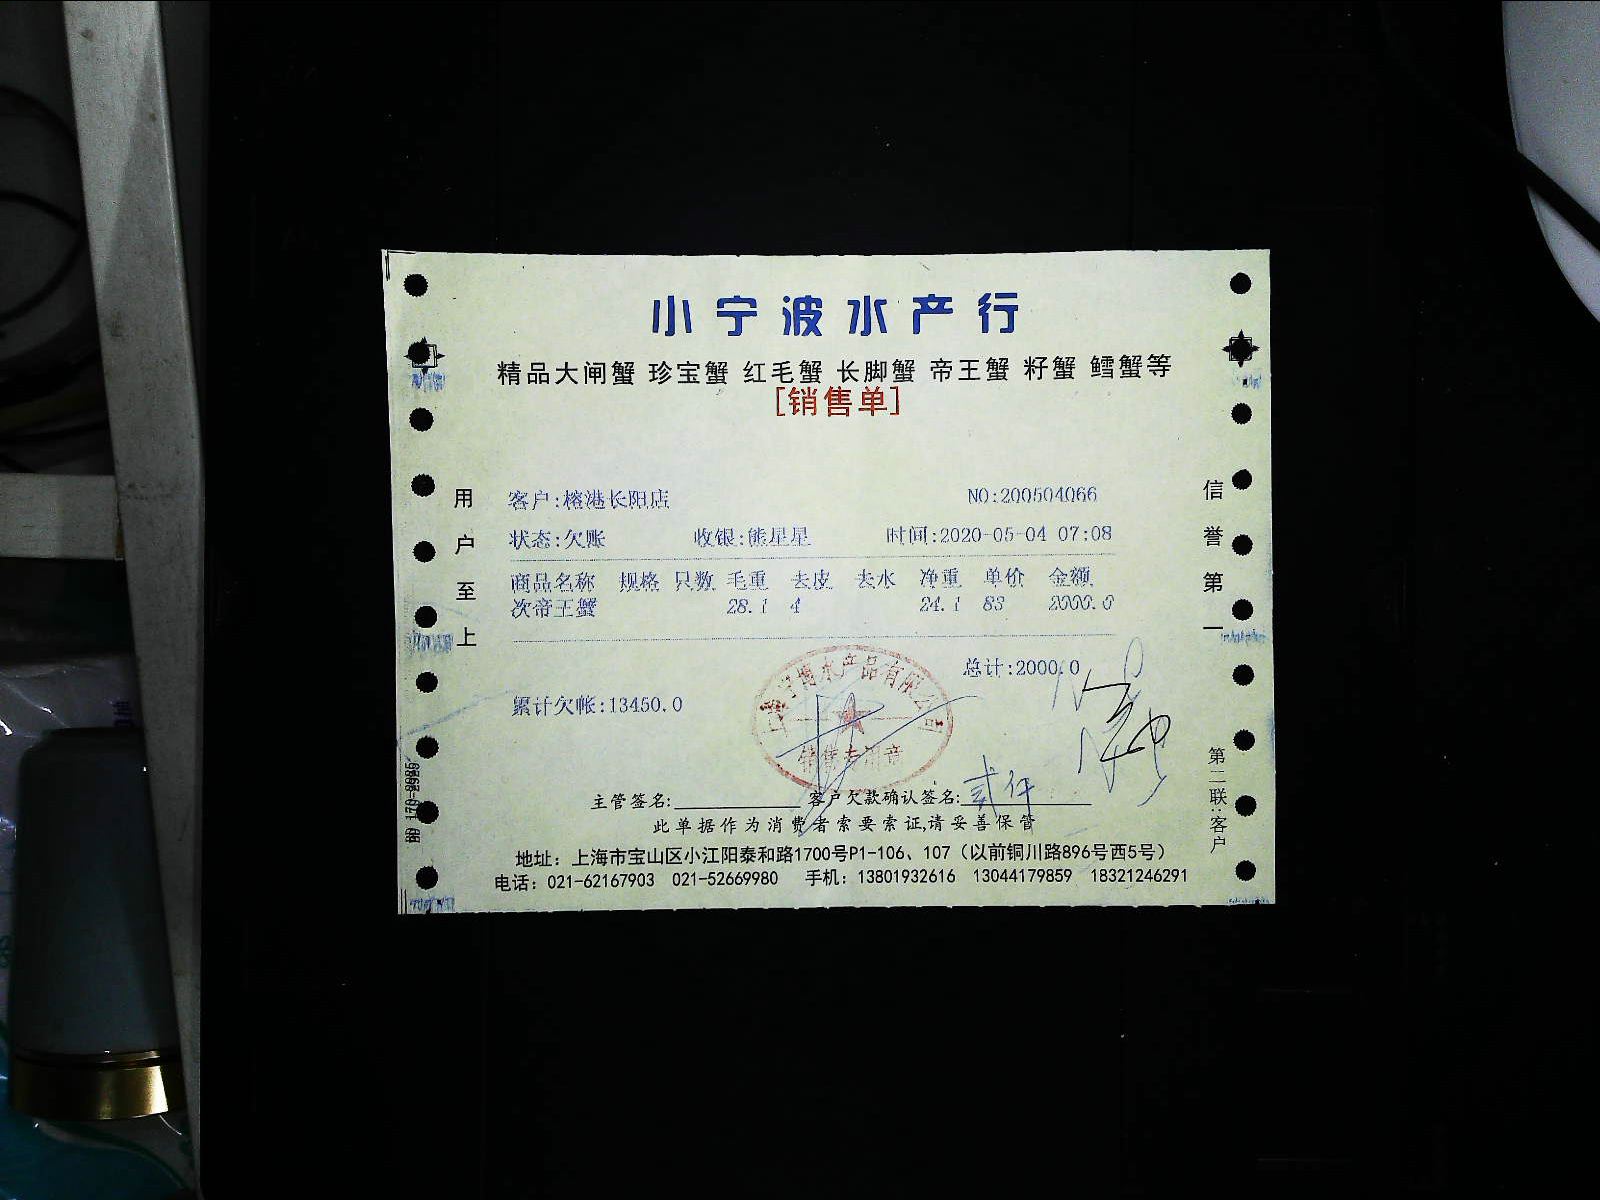 小宁波水产行
精品大闸蟹 珍宝蟹 红毛蟹 长脚蟹 帝王蟹 籽蟹 鳕蟹等
[销售单]
客户:榕港长阳店 NO:200504066
状态:欠账 收银:熊星星 时间:2020-05-04 07:08
商品名称 规格 只数 毛重 去皮 去水 净重 单价 金额
次帝王蟹 28.1 4 24.1 83 2000.0
总计:2000.0
累计欠帐:13450.0
销售专用章
主管签名: 客户欠款确认签名: 贰仟
此单据作为消费者索要索证,请妥善保管
地址：上海市宝山区小江阳泰和路1700号P1-106、107（以前铜川路896号西5号）
电话：021-62167903 021-52669980 手机：13801932616 13044179859 18321246291
用户至上
信誉第一
第二联:客户